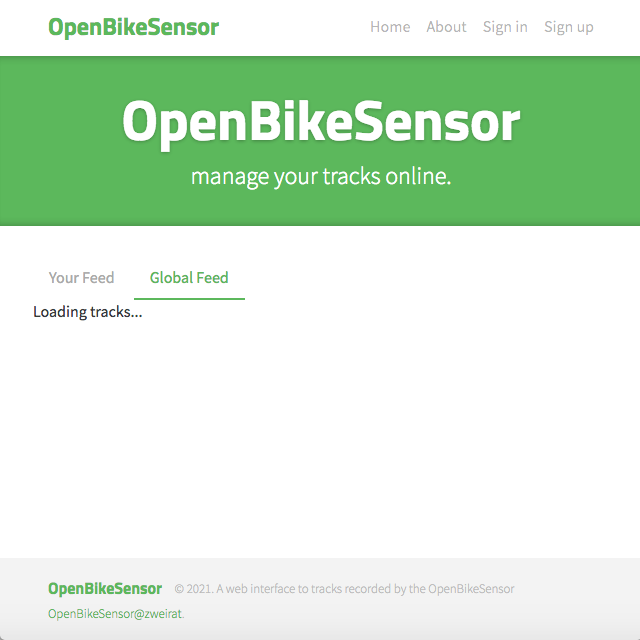 OpenBikeSensor
Home About Sign in Sign up
OpenBikeSensor
manage your tracks online.
Your Feed Global Feed
Loading tracks...
OpenBikeSensor © 2021. A web interface to tracks recorded by the OpenBikeSensor
OpenBikeSensor@zweirat.